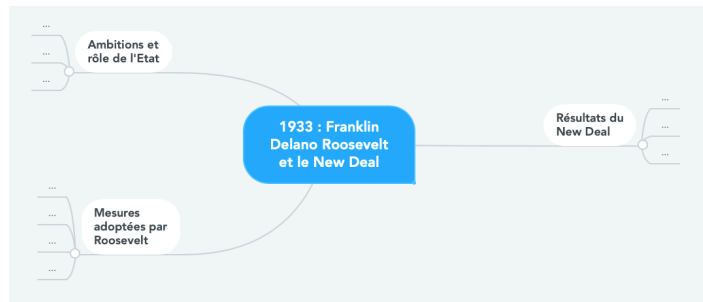 ...
...
...
Ambitions et
rôle de l'Etat
1933 : Franklin
Delano Roosevelt
et le New Deal
Résultats du
New Deal
...
...
...
...
...
...
...
Mesures
adoptées par
Roosevelt